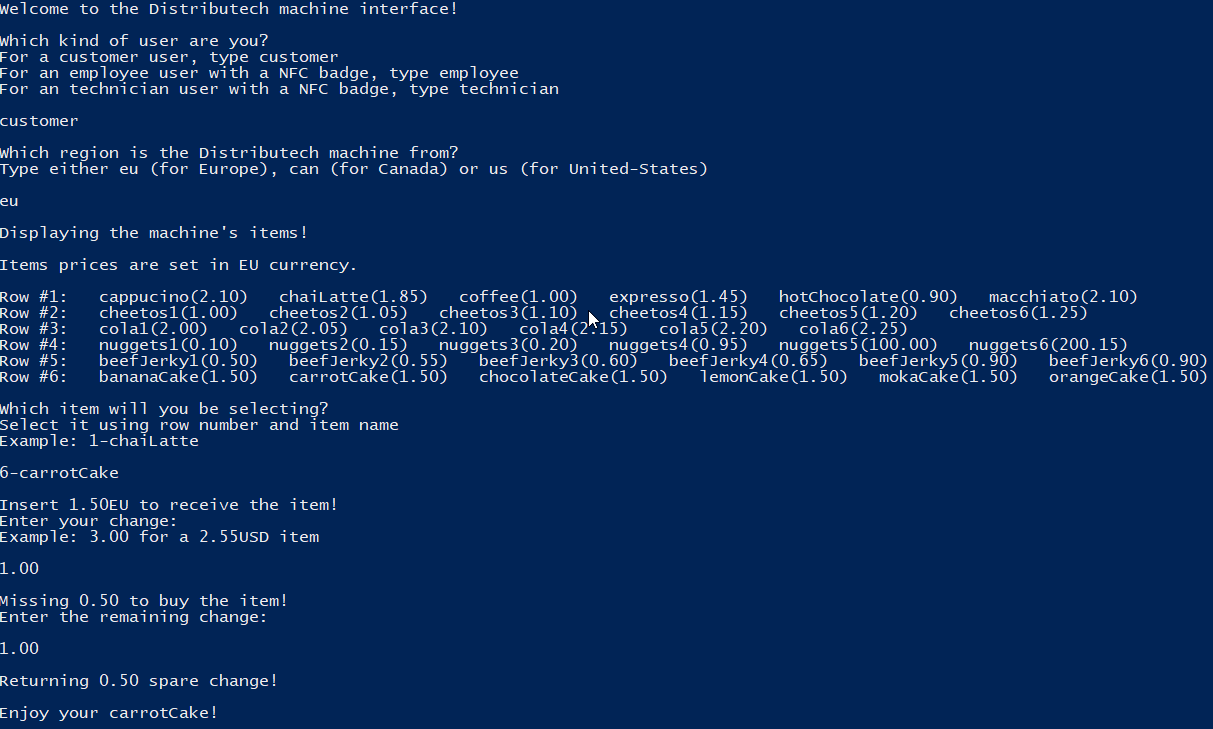 Welcome to the Distributech machine interface!
Which kind of user are you?
For a customer user, type customer
For an employee user with a NFC badge, type employee
For an technician user with a NFC badge, type technician
customer
Which region is the Distributech machine from?
Type either eu (for Europe), can (for Canada) or us (for United-States)
eu
Displaying the machine's items!
Items prices are set in EU currency.
Row #1:   cappucino(2.10)   chaiLatte(1.85)   coffee(1.00)   expresso(1.45)   hotChocolate(0.90)   macchiato(2.10)
Row #2:   cheetos1(1.00)   cheetos2(1.05)   cheetos3(1.10)   cheetos4(1.15)   cheetos5(1.20)   cheetos6(1.25)
Row #3:   cola1(2.00)   cola2(2.05)   cola3(2.10)   cola4(2.15)   cola5(2.20)   cola6(2.25)
Row #4:   nuggets1(0.10)   nuggets2(0.15)   nuggets3(0.20)   nuggets4(0.95)   nuggets5(100.00)   nuggets6(200.15)
Row #5:   beefJerky1(0.50)   beefJerky2(0.55)   beefJerky3(0.60)   beefJerky4(0.65)   beefJerky5(0.90)   beefJerky6(0.90)
Row #6:   bananaCake(1.50)   carrotCake(1.50)   chocolateCake(1.50)   lemonCake(1.50)   mokaCake(1.50)   orangeCake(1.50)
Which item will you be selecting?
Select it using row number and item name
Example: 1-chaiLatte
6-carrotCake
Insert 1.50EU to receive the item!
Enter your change:
Example: 3.00 for a 2.55USD item
1.00
Missing 0.50 to buy the item!
Enter the remaining change:
1.00
Returning 0.50 spare change!
Enjoy your carrotCake!